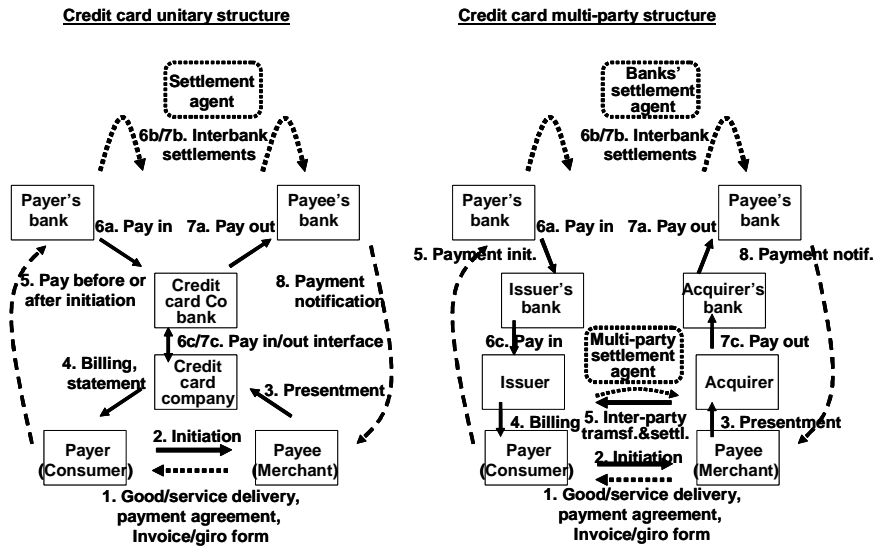 Credit card unitary structure
Settlement
agent
6b/7b. Interbank
settlements
Payer's
bank
Payee's
bank
6a. Pay in
7a. Pay out
5. Pay before or
after initiation
Credit
card Co
bank
8. Payment
notification
6c/7c. Pay in/out interface
4. Billing,
statement
Credit
card
company
3. Presentment
Payer
(Consumer)
2. Initiation
Payee
(Merchant)
1. Good/service delivery,
payment agreement,
Invoice/giro form
Credit card multi-party structure
Banks'
settlement
agent
6b/7b. Interbank
settlements
Payer's
bank
Payee's
bank
6a. Pay in
7a. Pay out
5. Payment init.
8. Payment notif.
Issuer's
bank
Acquirer's
bank
6c. Pay in
Multi-party
settlement
agent
7c. Pay out
Issuer
Acquirer
4. Billing
5. Inter-party
tramsf.&settl.
3. Presentment
Payer
(Consumer)
2. Initiation
Payee
(Merchant)
1. Good/service delivery,
payment agreement,
Invoice/giro form